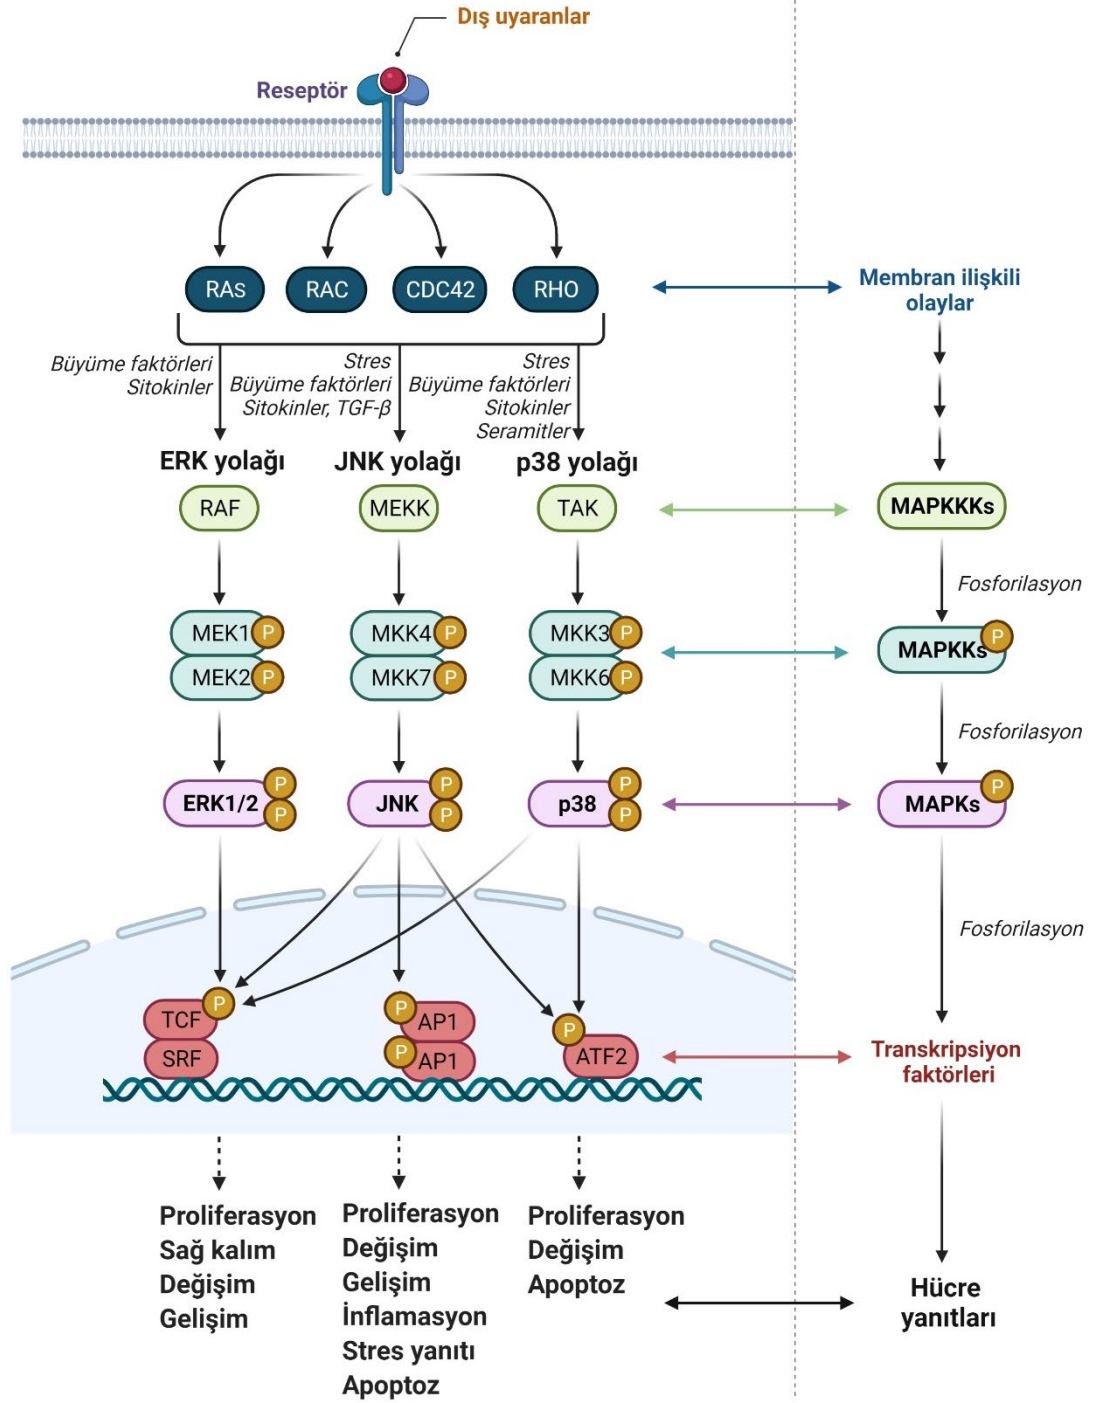 Dış uyaranlar
Reseptör
RAs
RAC
CDC42
RHO
Membran ilişkili
olaylar
Büyüme faktörleri
Sitokinler
Stres
Büyüme faktörleri
Sitokinler, TGF-β
Stres
Büyüme faktörleri
Sitokinler
Seramitler
ERK yolağı
JNK yolağı
p38 yolağı
RAF
MEKK
TAK
MAPKKKs
Fosforilasyon
MEK1 P
MEK2 P
MKK4 P
MKK7 P
MKK3 P
MKK6 P
MAPKKs P
Fosforilasyon
ERK1/2 P P
JNK P P
p38 P P
MAPKs P
Fosforilasyon
P
TCF
SRF
P AP1
P AP1
P
ATF2
Transkripsiyon
faktörleri
Proliferasyon
Sağ kalım
Değişim
Gelişim
Proliferasyon
Değişim
Gelişim
İnflamasyon
Stres yanıtı
Apoptoz
Proliferasyon
Değişim
Apoptoz
Hücre
yanıtları